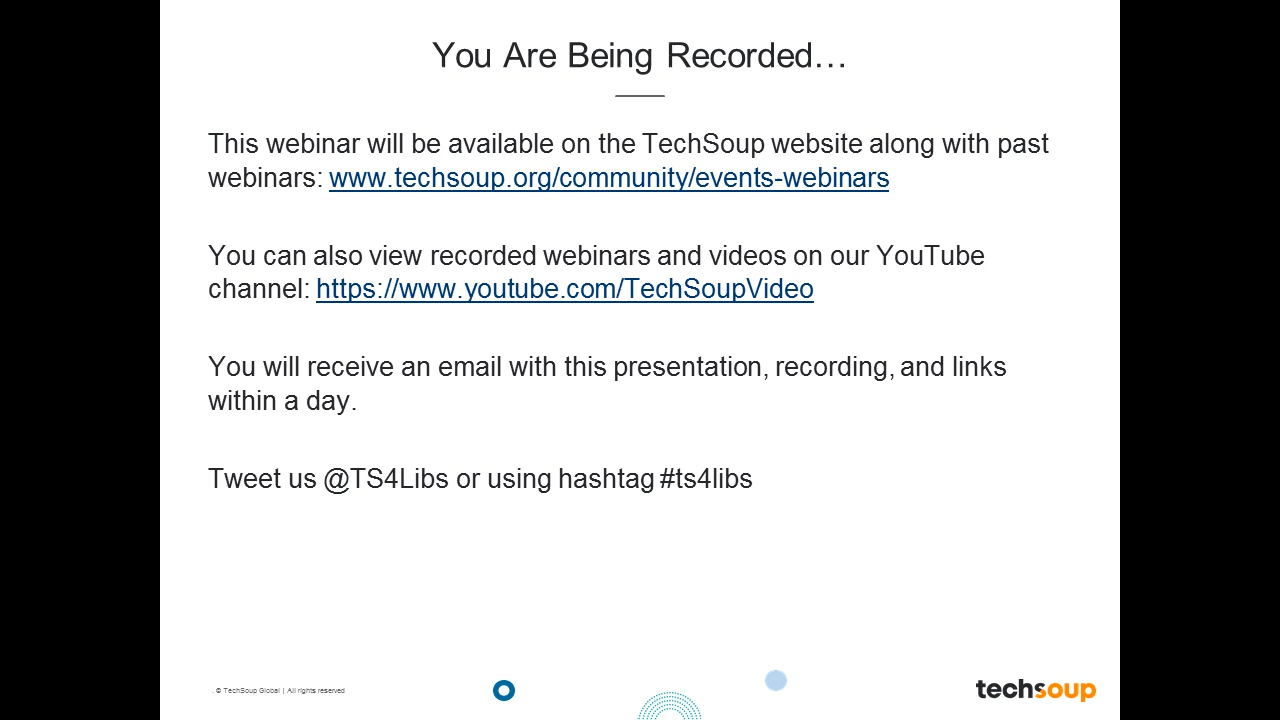 You Are Being Recorded…
This webinar will be available on the TechSoup website along with past
webinars: www.techsoup.org/community/events-webinars
You can also view recorded webinars and videos on our YouTube
channel: https://www.youtube.com/TechSoupVideo
You will receive an email with this presentation, recording, and links
within a day.
Tweet us @TS4Libs or using hashtag #ts4libs
. © TechSoup Global | All rights reserved
techsoup